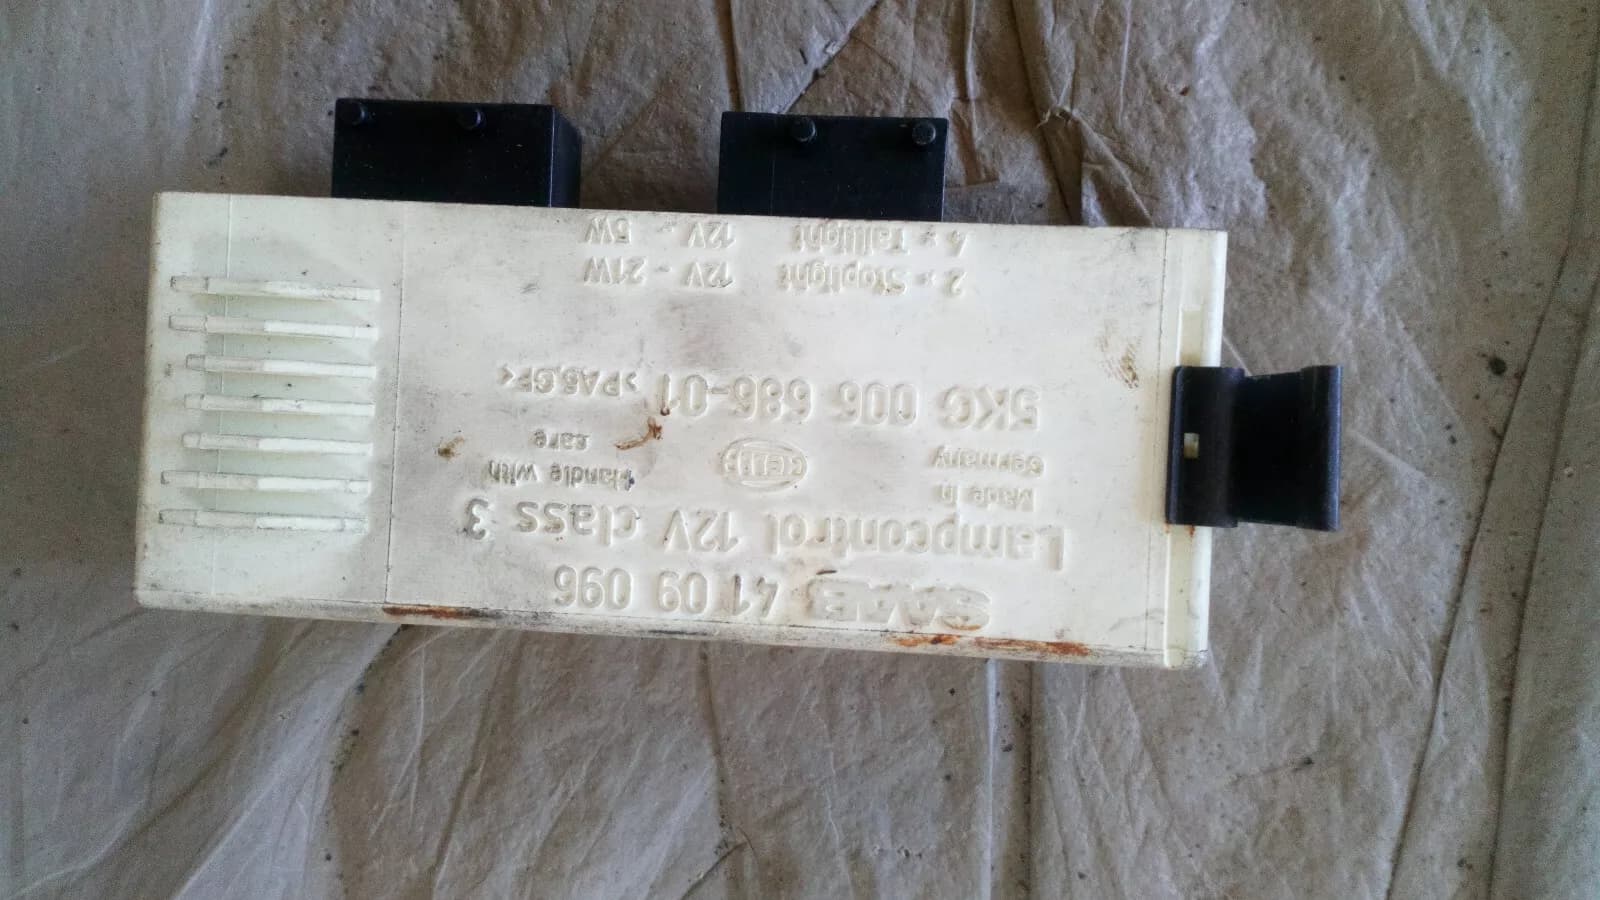 SAAB 41 09 096
Lampcontrol 12V class 3
Made in
Germany
HELLA
Handle with
care
5KG 006 686-01 >PA6.GF<
2 x Stoplight 12V - 21W
4 x Taillight 12V - 5W